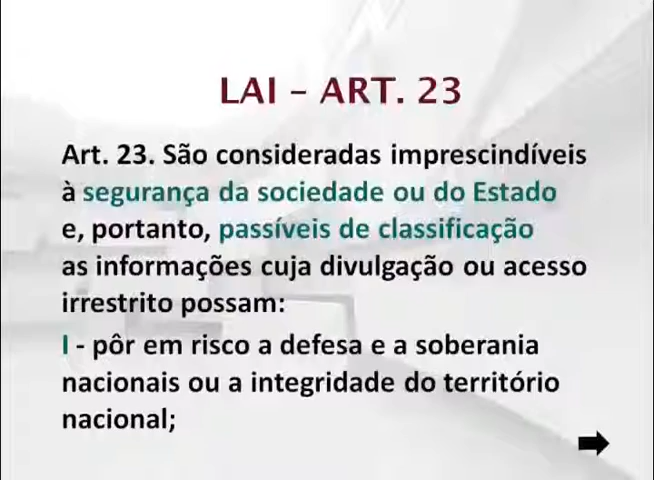 LAI – ART. 23
Art. 23. São consideradas imprescindíveis
à segurança da sociedade ou do Estado
e, portanto, passíveis de classificação
as informações cuja divulgação ou acesso
irrestrito possam:
I - pôr em risco a defesa e a soberania
nacionais ou a integridade do território
nacional;